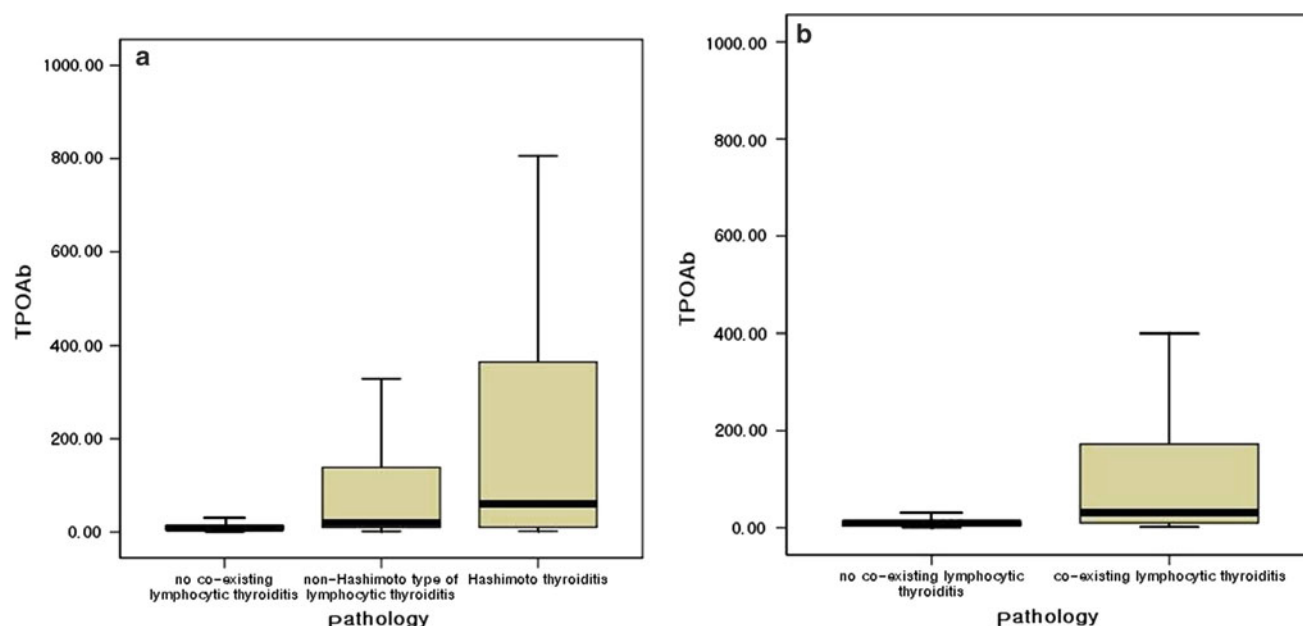 a
1000.00
800.00
600.00
400.00
200.00
0.00
TPOAb
no co-existing
lymphocytic thyroiditis
non-Hashimoto type of
lymphocytic thyroiditis
Hashimoto thyroiditis
Pathology
b
1000.00
800.00
600.00
400.00
200.00
0.00
TPOAb
no co-existing lymphocytic
thyroiditis
co-existing lymphocytic thyroiditis
Pathology